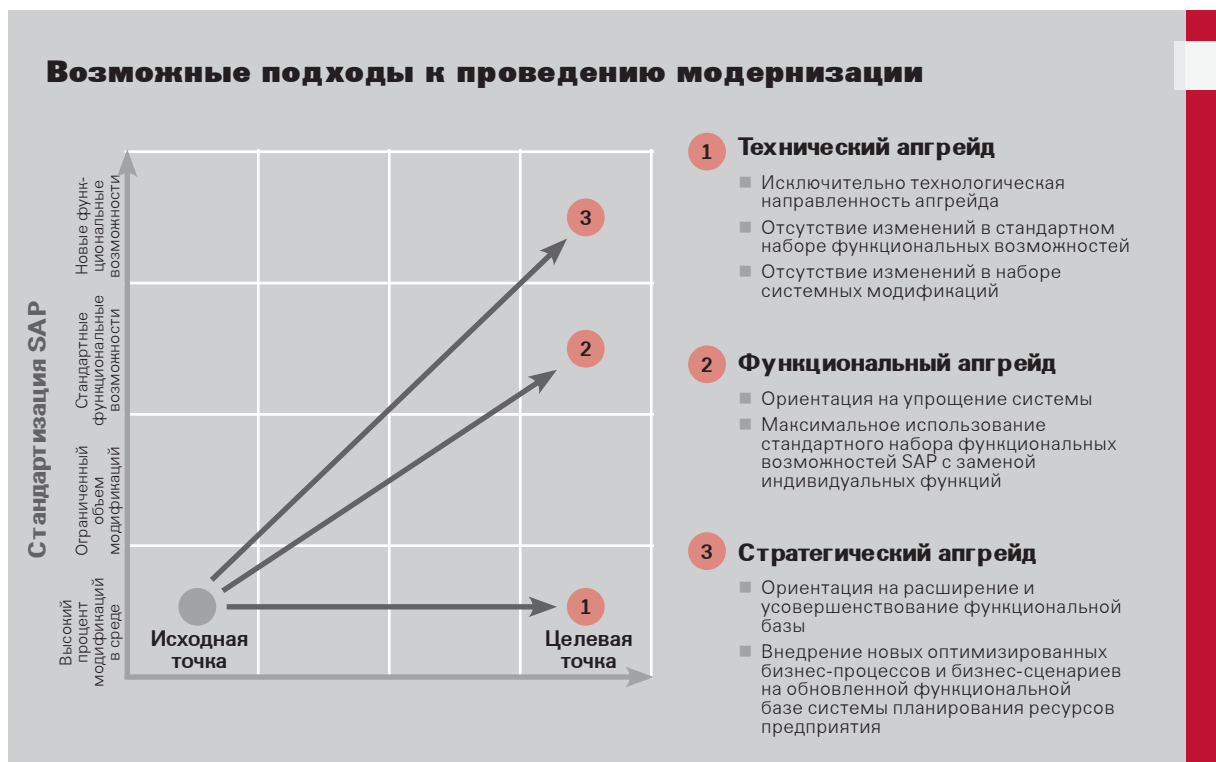 Возможные подходы к проведению модернизации
Стандартизация SAP
Новые функ-
циональные
возможности
Стандартные
функциональные
возможности
Ограниченный
объем
модификаций
Высокий
процент
модификаций
в среде
3
2
1
Исходная
точка
Целевая
точка
1
Технический апгрейд
Исключительно технологическая
направленность апгрейда
Отсутствие изменений в стандартном
наборе функциональных возможностей
Отсутствие изменений в наборе
системных модификаций
2
Функциональный апгрейд
Ориентация на упрощение системы
Максимальное использование
стандартного набора функциональных
возможностей SAP с заменой
индивидуальных функций
3
Стратегический апгрейд
Ориентация на расширение и
усовершенствование функциональной
базы
Внедрение новых оптимизированных
бизнес-процессов и бизнес-сценариев
на обновленной функциональной
базе системы планирования ресурсов
предприятия